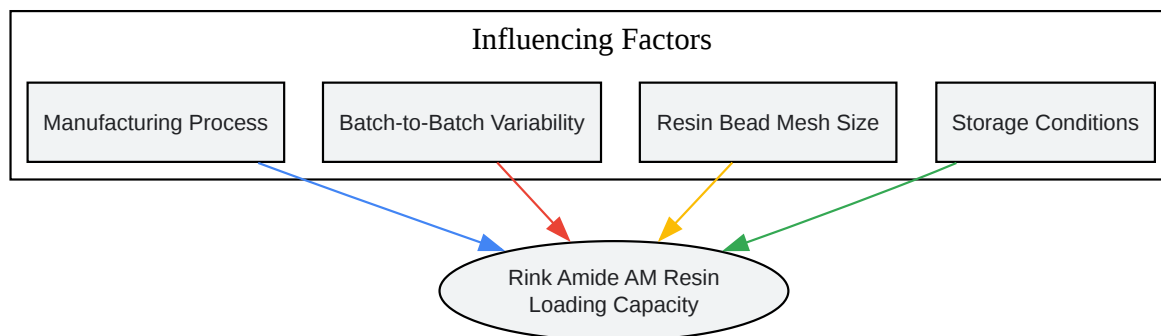 Influencing Factors
Manufacturing Process
Batch-to-Batch Variability
Resin Bead Mesh Size
Storage Conditions
Rink Amide AM Resin
Loading Capacity